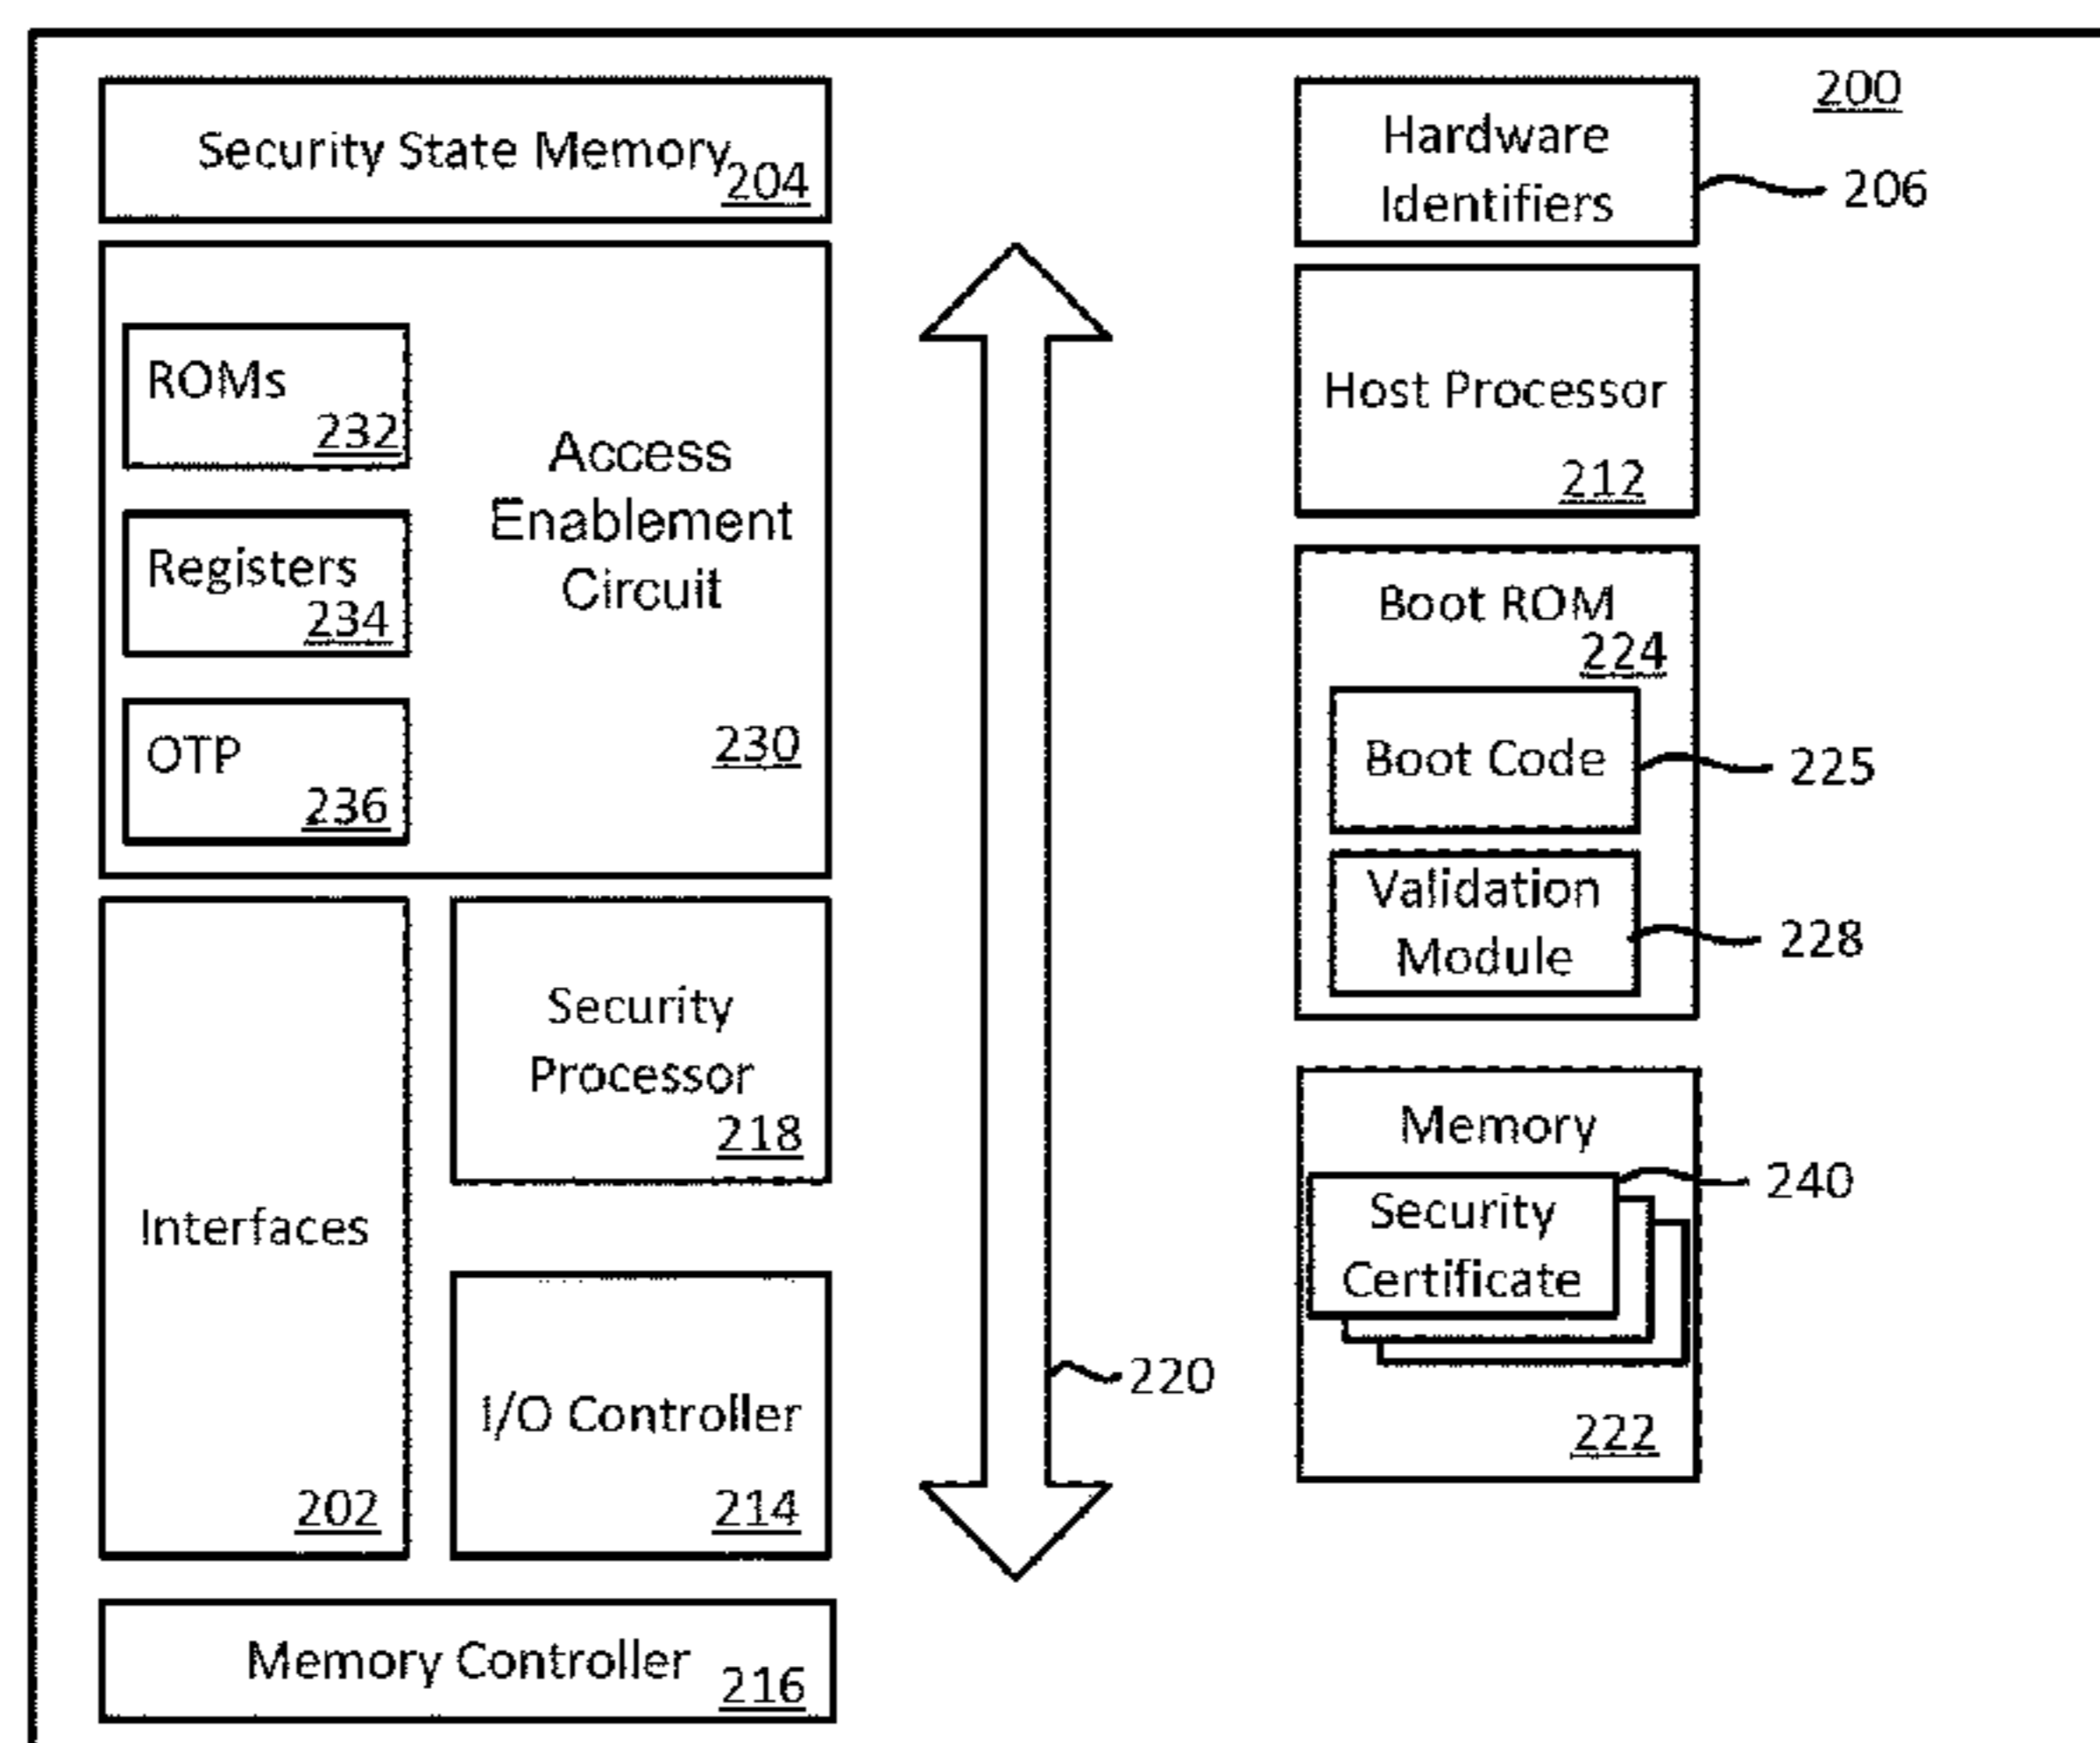 200
Security State Memory
204
ROMs
232
Registers
234
OTP
236
Access
Enablement
Circuit
230
Interfaces
202
Security
Processor
218
I/O Controller
214
Memory Controller
216
220
Hardware
Identifiers
206
Host Processor
212
Boot ROM
224
Boot Code
225
Validation
Module
228
Memory
240
Security
Certificate
222